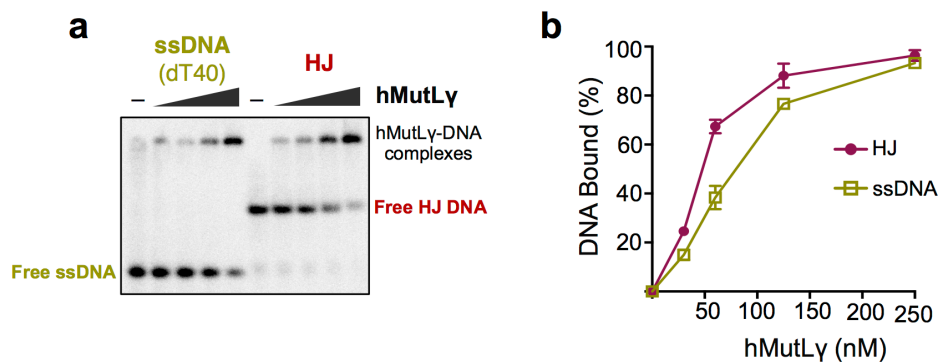 a
ssDNA
(dT40)
HJ
–
–
hMutLγ
hMutLγ-DNA
complexes
Free HJ DNA
Free ssDNA
b
DNA Bound (%)
100
80
60
40
20
50
100
150
200
250
hMutLγ (nM)
HJ
ssDNA